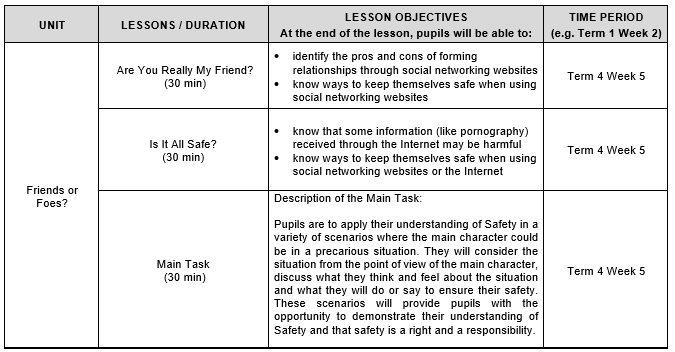 UNIT
LESSONS / DURATION
LESSON OBJECTIVES
At the end of the lesson, pupils will be able to:
TIME PERIOD
(e.g. Term 1 Week 2)
Friends or
Foes?
Are You Really My Friend?
(30 min)
• identify the pros and cons of forming
relationships through social networking websites
• know ways to keep themselves safe when using
social networking websites
Term 4 Week 5
Is It All Safe?
(30 min)
• know that some information (like pornography)
received through the Internet may be harmful
• know ways to keep themselves safe when using
social networking websites or the Internet
Term 4 Week 5
Main Task
(30 min)
Description of the Main Task:
Pupils are to apply their understanding of Safety in a
variety of scenarios where the main character could
be in a precarious situation. They will consider the
situation from the point of view of the main character,
discuss what they think and feel about the situation
and what they will do or say to ensure their safety.
These scenarios will provide pupils with the
opportunity to demonstrate their understanding of
Safety and that safety is a right and a responsibility.
Term 4 Week 5